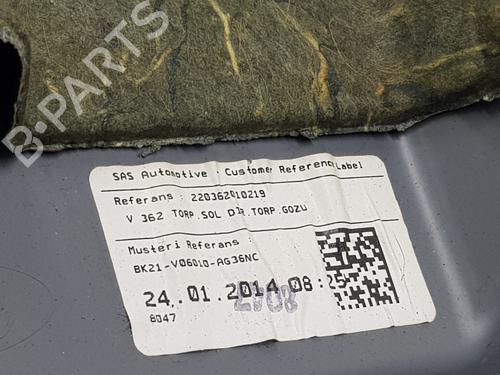 B-PARTS
SAS Automotive - Customer Reference Label
Referans : 220362010219
V 362 TORP.SOL DIR.TORP.GOZU
Musteri Referans :
BK21-V06010-AG36NC
24.01.2014 08:25
8047